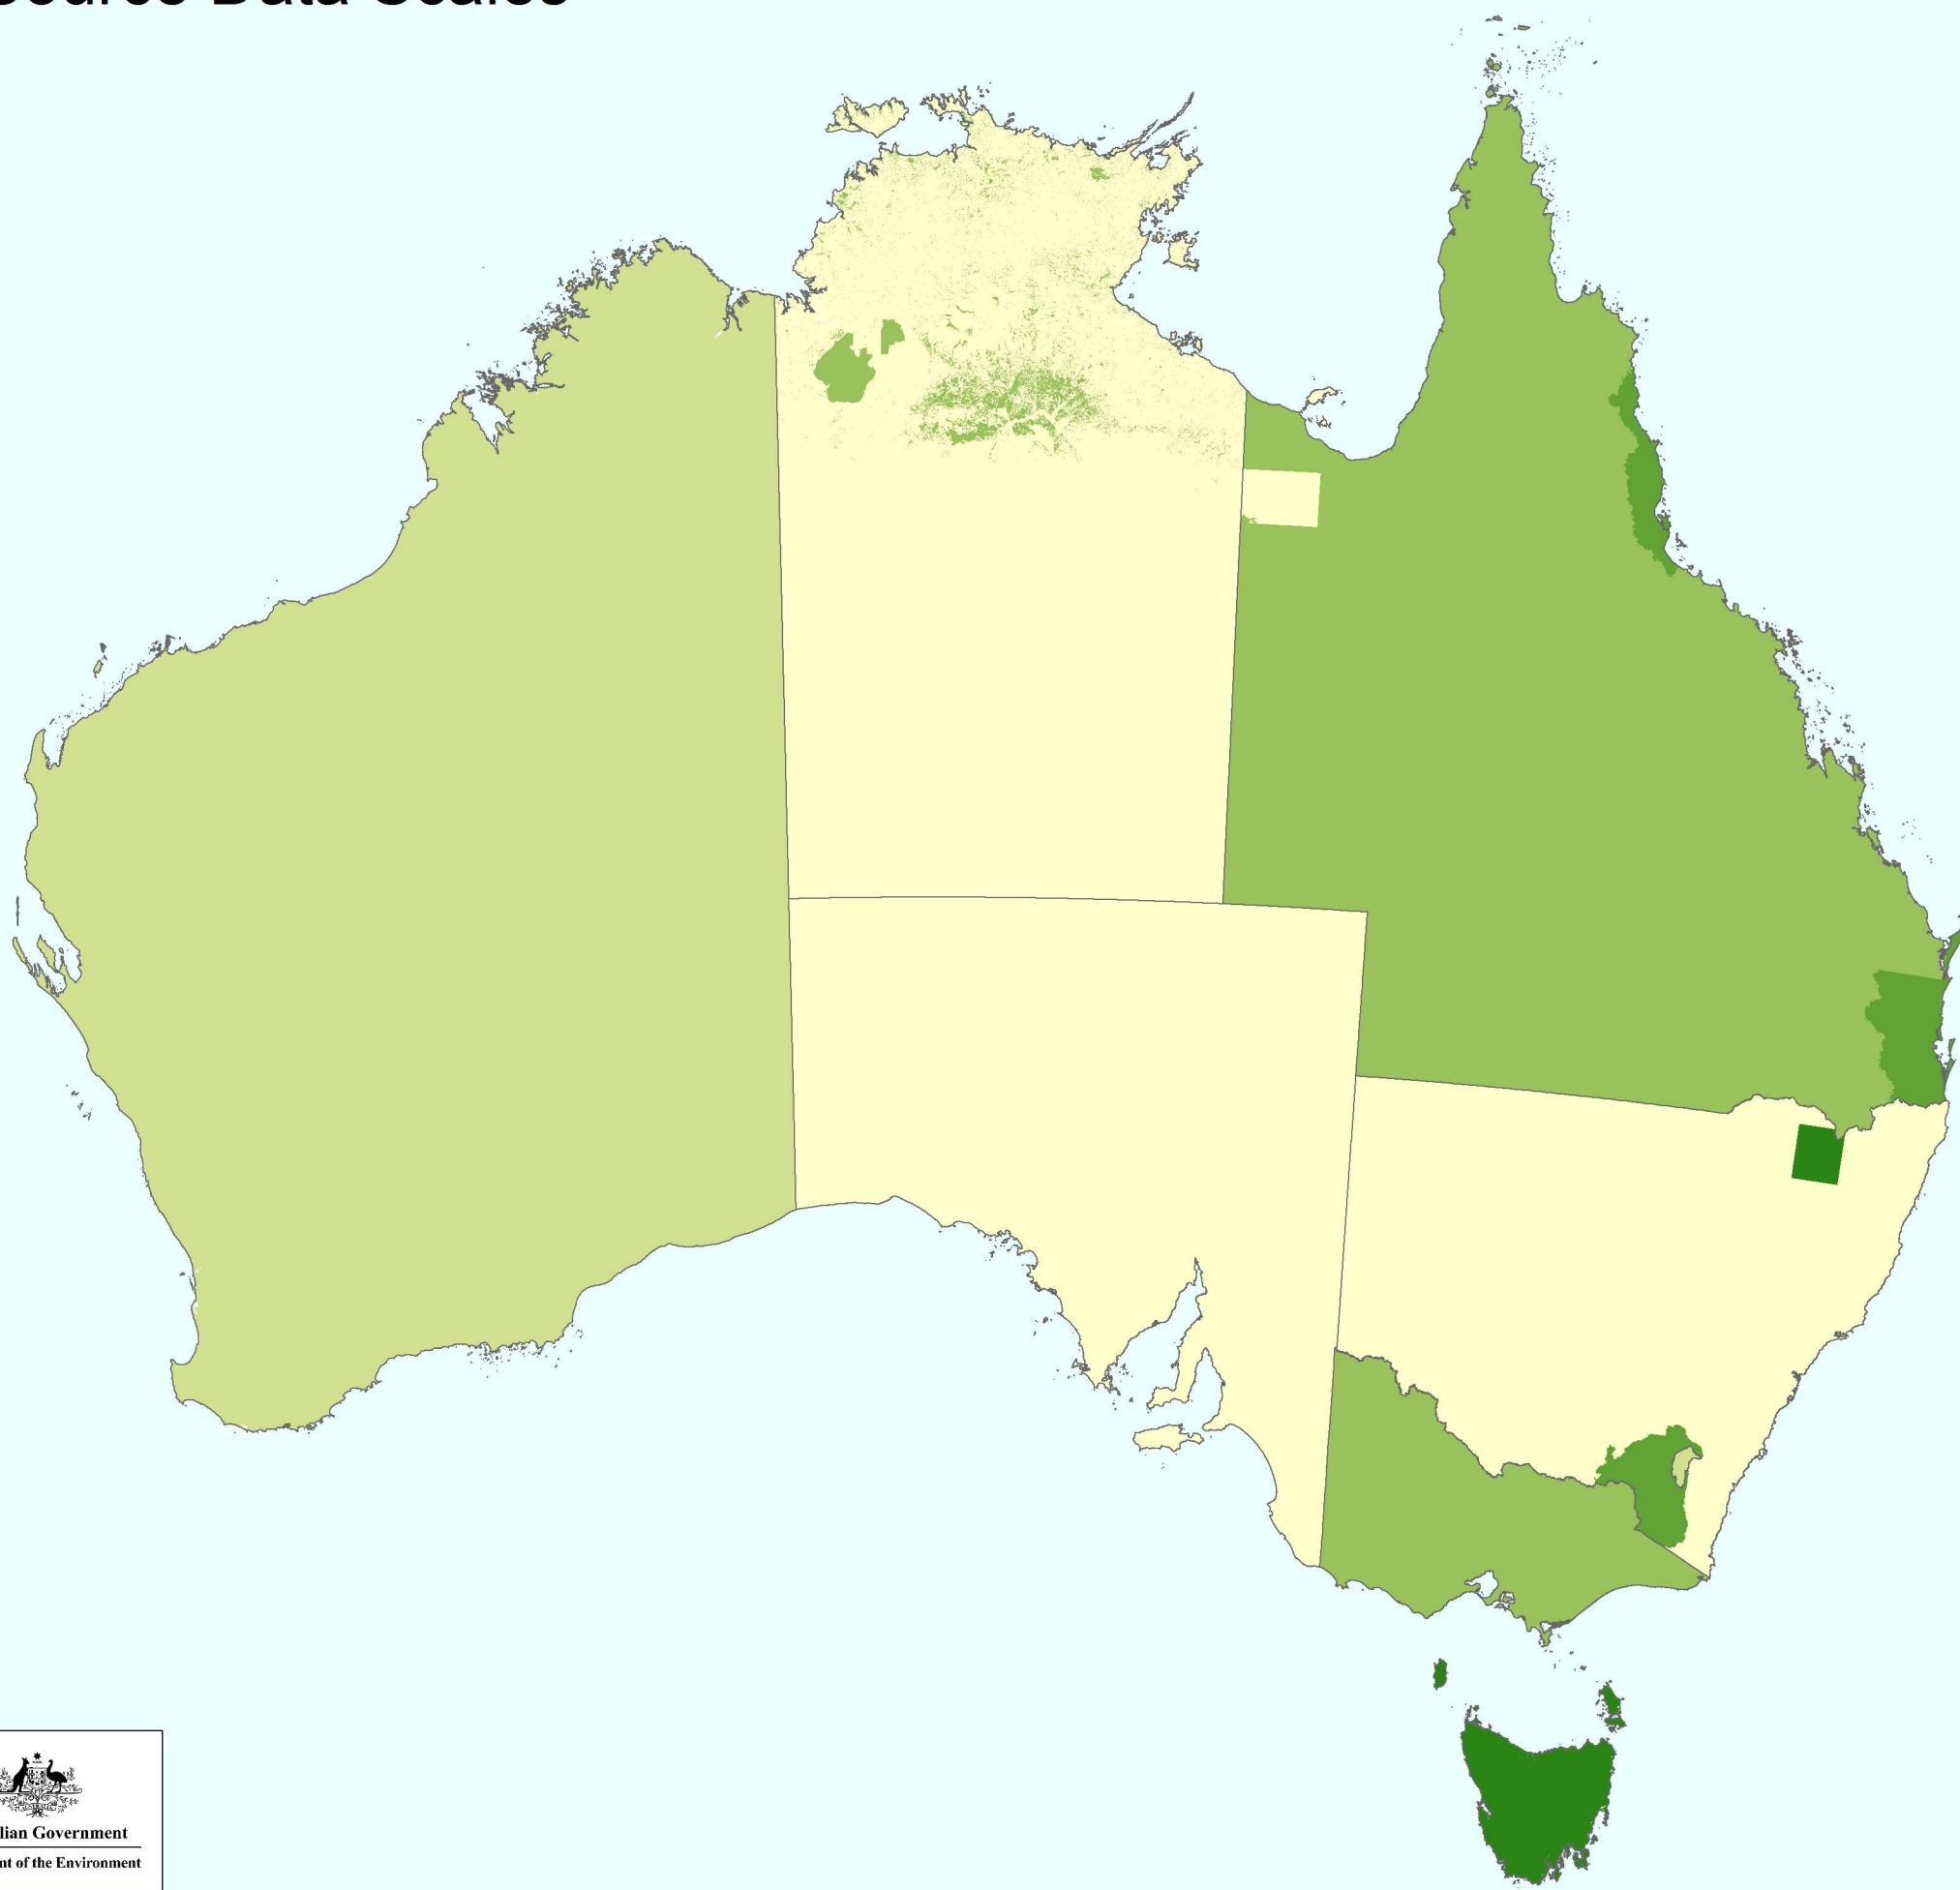 ource Data Scales
lian Government
nt of the Environment